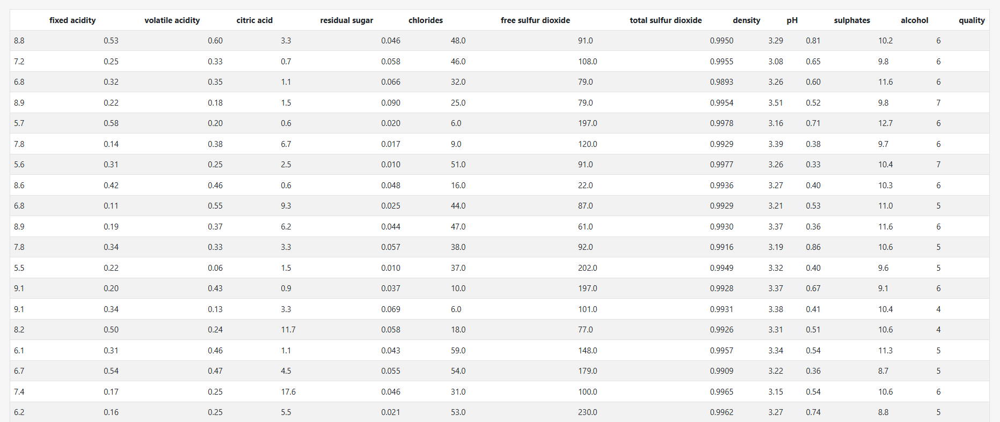 fixed acidity volatile acidity citric acid residual sugar chlorides free sulfur dioxide total sulfur dioxide density pH sulphates alcohol quality
8.8 0.53 0.60 3.3 0.046 48.0 91.0 0.9950 3.29 0.81 10.2 6
7.2 0.25 0.33 0.7 0.058 46.0 108.0 0.9955 3.08 0.65 9.8 6
6.8 0.32 0.35 1.1 0.066 32.0 79.0 0.9893 3.26 0.60 11.6 6
8.9 0.22 0.18 1.5 0.090 25.0 79.0 0.9954 3.51 0.52 9.8 7
5.7 0.58 0.20 0.6 0.020 6.0 197.0 0.9978 3.16 0.71 12.7 6
7.8 0.14 0.38 6.7 0.017 9.0 120.0 0.9929 3.39 0.38 9.7 6
5.6 0.31 0.25 2.5 0.010 51.0 91.0 0.9977 3.26 0.33 10.4 7
8.6 0.42 0.46 0.6 0.048 16.0 22.0 0.9936 3.27 0.40 10.3 6
6.8 0.11 0.55 9.3 0.025 44.0 87.0 0.9929 3.21 0.53 11.0 5
8.9 0.19 0.37 6.2 0.044 47.0 61.0 0.9930 3.37 0.36 11.6 6
7.8 0.34 0.33 3.3 0.057 38.0 92.0 0.9916 3.19 0.86 10.6 5
5.5 0.22 0.06 1.5 0.010 37.0 202.0 0.9949 3.32 0.40 9.6 5
9.1 0.20 0.43 0.9 0.037 10.0 197.0 0.9928 3.37 0.67 9.1 6
9.1 0.34 0.13 3.3 0.069 6.0 101.0 0.9931 3.38 0.41 10.4 4
8.2 0.50 0.24 11.7 0.058 18.0 77.0 0.9926 3.31 0.51 10.6 4
6.1 0.31 0.46 1.1 0.043 59.0 148.0 0.9957 3.34 0.54 11.3 5
6.7 0.54 0.47 4.5 0.055 54.0 179.0 0.9909 3.22 0.36 8.7 5
7.4 0.17 0.25 17.6 0.046 31.0 100.0 0.9965 3.15 0.54 10.6 6
6.2 0.16 0.25 5.5 0.021 53.0 230.0 0.9962 3.27 0.74 8.8 5